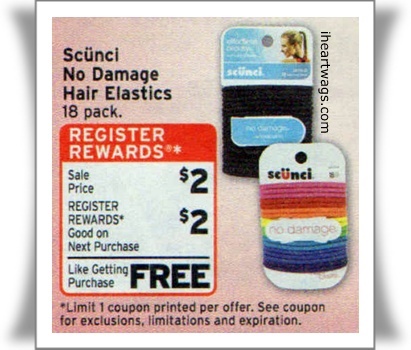 Scünci
No Damage
Hair Elastics
18 pack.
REGISTER
REWARDS®*
Sale
Price
$2
REGISTER
REWARDS*
Good on
Next Purchase
$2
Like Getting
Purchase
FREE
*Limit 1 coupon printed per offer. See coupon
for exclusions, limitations and expiration.
effortless
beauty
scünci
no damage
scünci
no damage
iheartwags.com